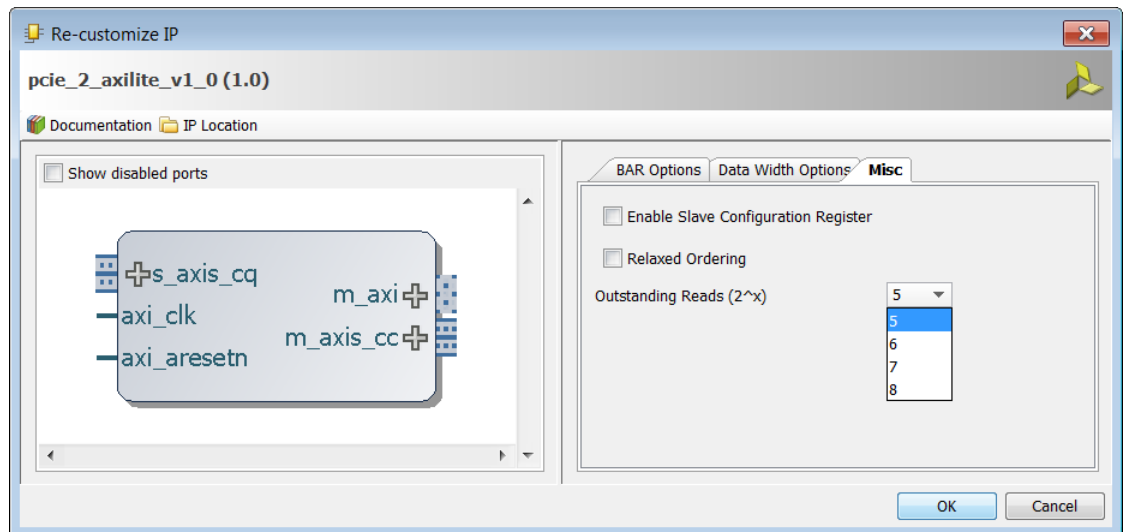 Re-customize IP
pcie_2_axilite_v1_0 (1.0)
Documentation IP Location
Show disabled ports
s_axis_cq
axi_clk
axi_aresetn
m_axi
m_axis_cc
BAR Options Data Width Options Misc
Enable Slave Configuration Register
Relaxed Ordering
Outstanding Reads (2^x) 5
5
6
7
8
OK Cancel